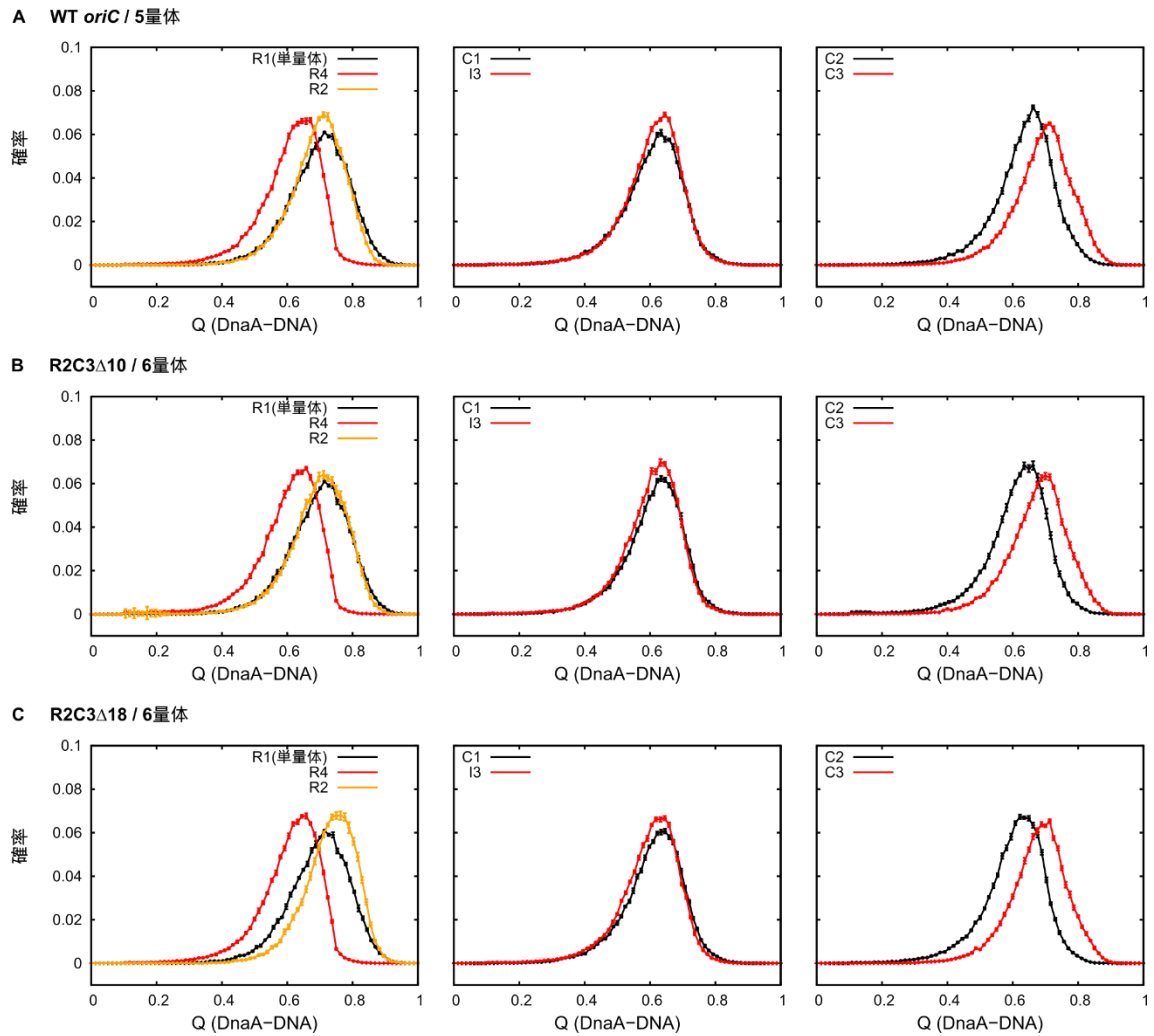 A WT oriC / 5量体
R1(単量体)
R4
R2
C1
I3
C2
C3
0.1
0.08
0.06
0.04
0.02
0
確率
0 0.2 0.4 0.6 0.8 1
0 0.2 0.4 0.6 0.8 1
0 0.2 0.4 0.6 0.8 1
Q (DnaA−DNA)
Q (DnaA−DNA)
Q (DnaA−DNA)
B R2C3Δ10 / 6量体
R1(単量体)
R4
R2
C1
I3
C2
C3
0.1
0.08
0.06
0.04
0.02
0
確率
0 0.2 0.4 0.6 0.8 1
0 0.2 0.4 0.6 0.8 1
0 0.2 0.4 0.6 0.8 1
Q (DnaA−DNA)
Q (DnaA−DNA)
Q (DnaA−DNA)
C R2C3Δ18 / 6量体
R1(単量体)
R4
R2
C1
I3
C2
C3
0.1
0.08
0.06
0.04
0.02
0
確率
0 0.2 0.4 0.6 0.8 1
0 0.2 0.4 0.6 0.8 1
0 0.2 0.4 0.6 0.8 1
Q (DnaA−DNA)
Q (DnaA−DNA)
Q (DnaA−DNA)